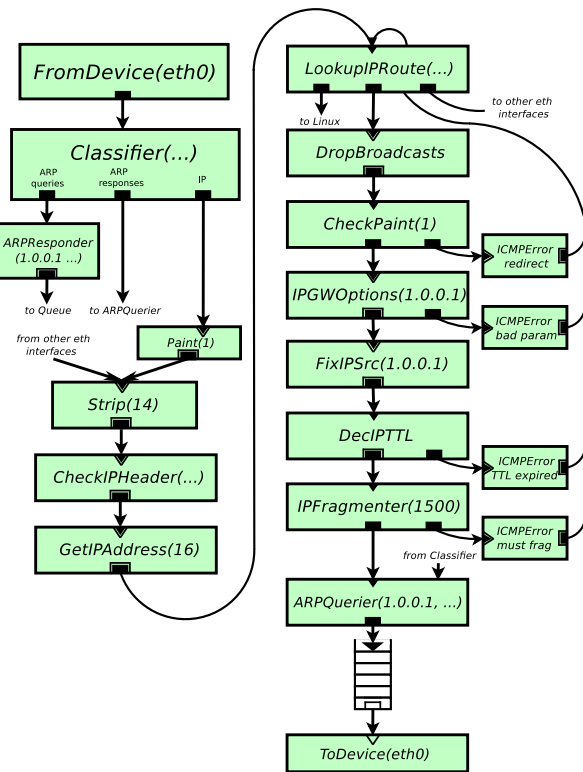 FromDevice(eth0)
Classifier(...)
ARP
queries
ARP
responses
IP
ARPResponder
(1.0.0.1 ...)
to Queue
to ARPQuerier
from other eth
interfaces
Paint(1)
Strip(14)
CheckIPHeader(...)
GetIPAddress(16)
LookupIPRoute(...)
to Linux
to other eth
interfaces
DropBroadcasts
CheckPaint(1)
ICMPError
redirect
IPGWOptions(1.0.0.1)
ICMPError
bad param
FixIPSrc(1.0.0.1)
DecIPTTL
ICMPError
TTL expired
IPFragmenter(1500)
ICMPError
must frag
from Classifier
ARPQuerier(1.0.0.1, ...)
ToDevice(eth0)